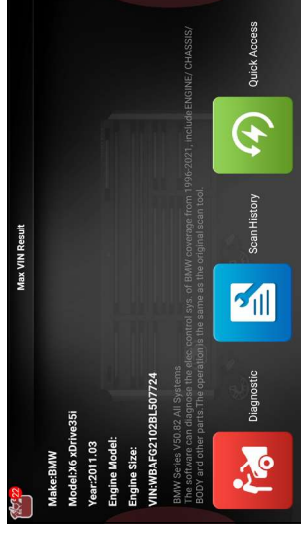 22
Max VIN Result
Make:BMW
Model:X6 xDrive35i
Year:2011.03
Engine Model:
Engine Size:
VIN:WBAFG2102BL507724
BMW Series V50.82 All Systems
The software can diagnose the elec. control sys. of BMW coverage from 1996-2021, include ENGINE/ CHASSIS/
BODY and other parts.The operation is the same as the original scan tool.
Diagnostic
Scan History
Quick Access